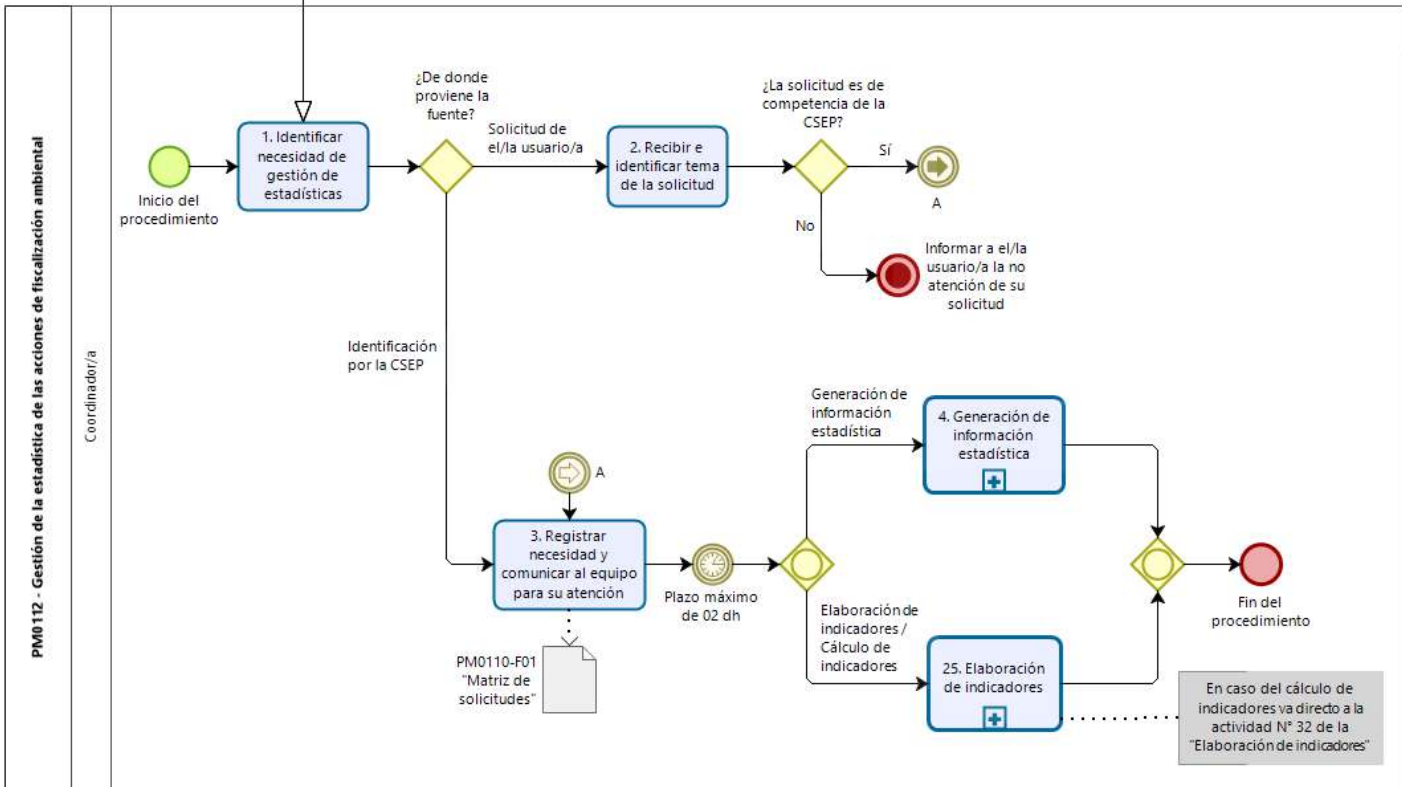 PM0112 - Gestión de la estadística de las acciones de fiscalización ambiental
Coordinador/a
Inicio del
procedimiento
1. Identificar
necesidad de
gestión de
estadísticas
¿De donde
proviene la
fuente?
Solicitud de
el/la usuario/a
2. Recibir e
identificar tema
de la solicitud
¿La solicitud es de
competencia de la
CSEP?
Sí
A
No
Informar a el/la
usuario/a la no
atención de su
solicitud
Identificación
por la CSEP
A
3. Registrar
necesidad y
comunicar al equipo
para su atención
PM0110-F01
"Matriz de
solicitudes"
Plazo máximo
de 02 dh
Generación de
información
estadística
4. Generación de
información
estadística
Elaboración de
indicadores /
Cálculo de
indicadores
25. Elaboración
de indicadores
Fin del
procedimiento
En caso del cálculo de
indicadores va directo a la
actividad N° 32 de la
"Elaboración de indicadores"